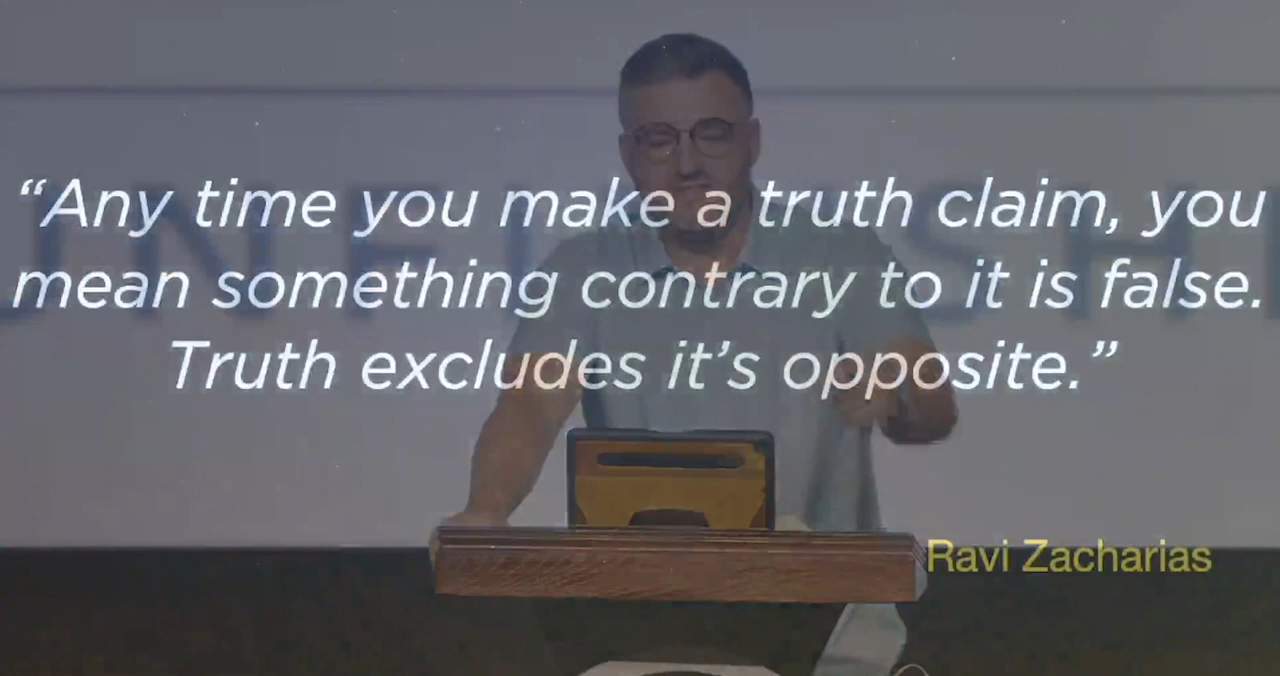 “Any time you make a truth claim, you
mean something contrary to it is false.
Truth excludes it’s opposite.”
Ravi Zacharias